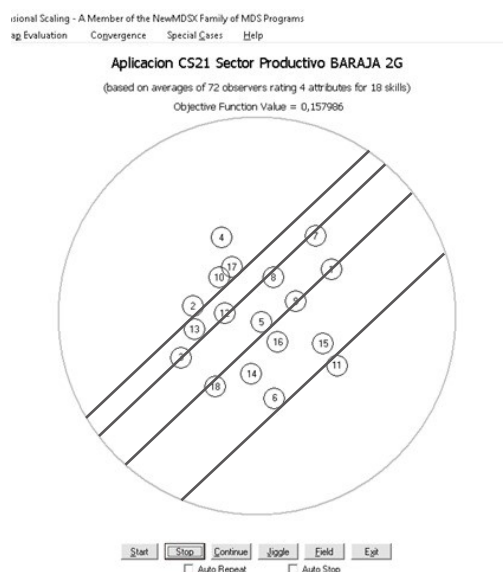 sional Scaling - A Member of the NewMDSX Family of MDS Programs
ap Evaluation Convergence Special Cases Help
Aplicacion CS21 Sector Productivo BARAJA 2G
(based on averages of 72 observers rating 4 attributes for 18 skills)
Objective Function Value = 0,157986
4
7
17
10
8
2
12
5
13
16
15
3
11
14
18
6
Start Stop Continue Jiggle Field Exit
Auto Repeat Auto Stop